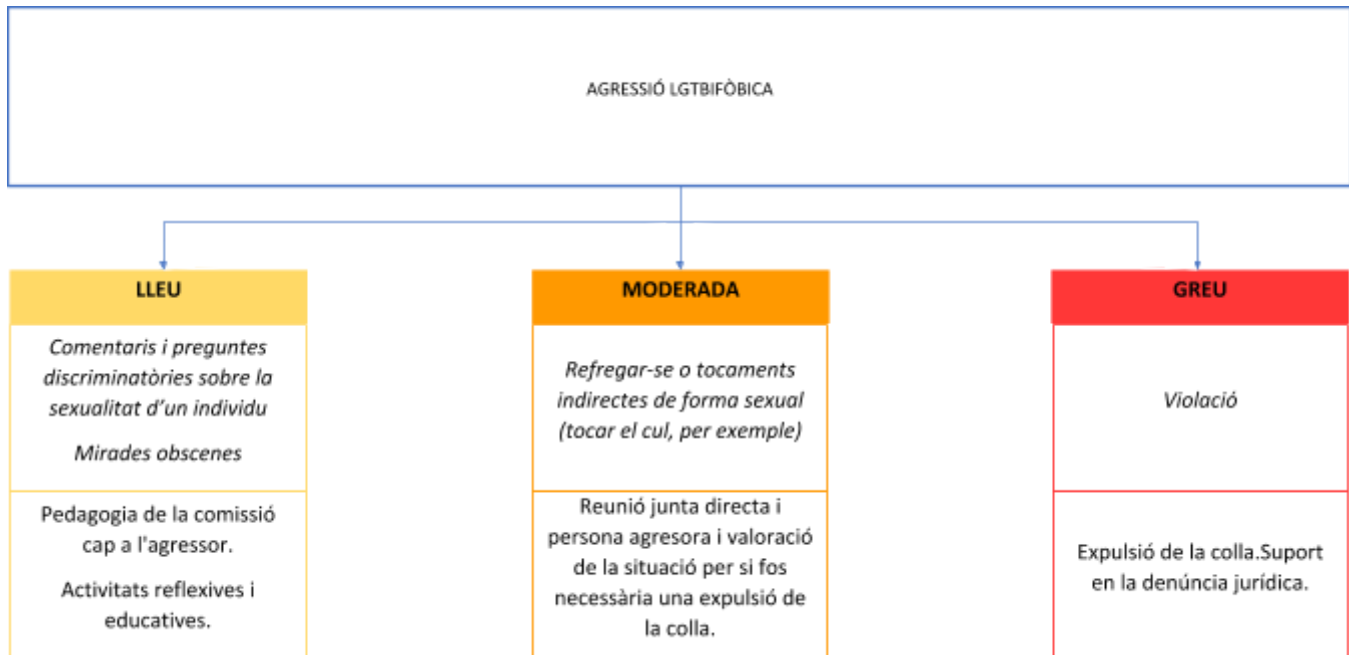 AGRESSIÓ LGTBIFÒBICA
LLEU
Comentaris i preguntes
discriminatòries sobre la
sexualitat d'un individu
Mirades obscenes
Pedagogia de la comissió
cap a l'agressor.
Activitats reflexives i
educatives.
MODERADA
Refregar-se o tocaments
indirectes de forma sexual
(tocar el cul, per exemple)
Reunió junta directa i
persona agresora i valoració
de la situació per si fos
necessària una expulsió de
la colla.
GREU
Violació
Expulsió de la colla.Suport
en la denúncia jurídica.